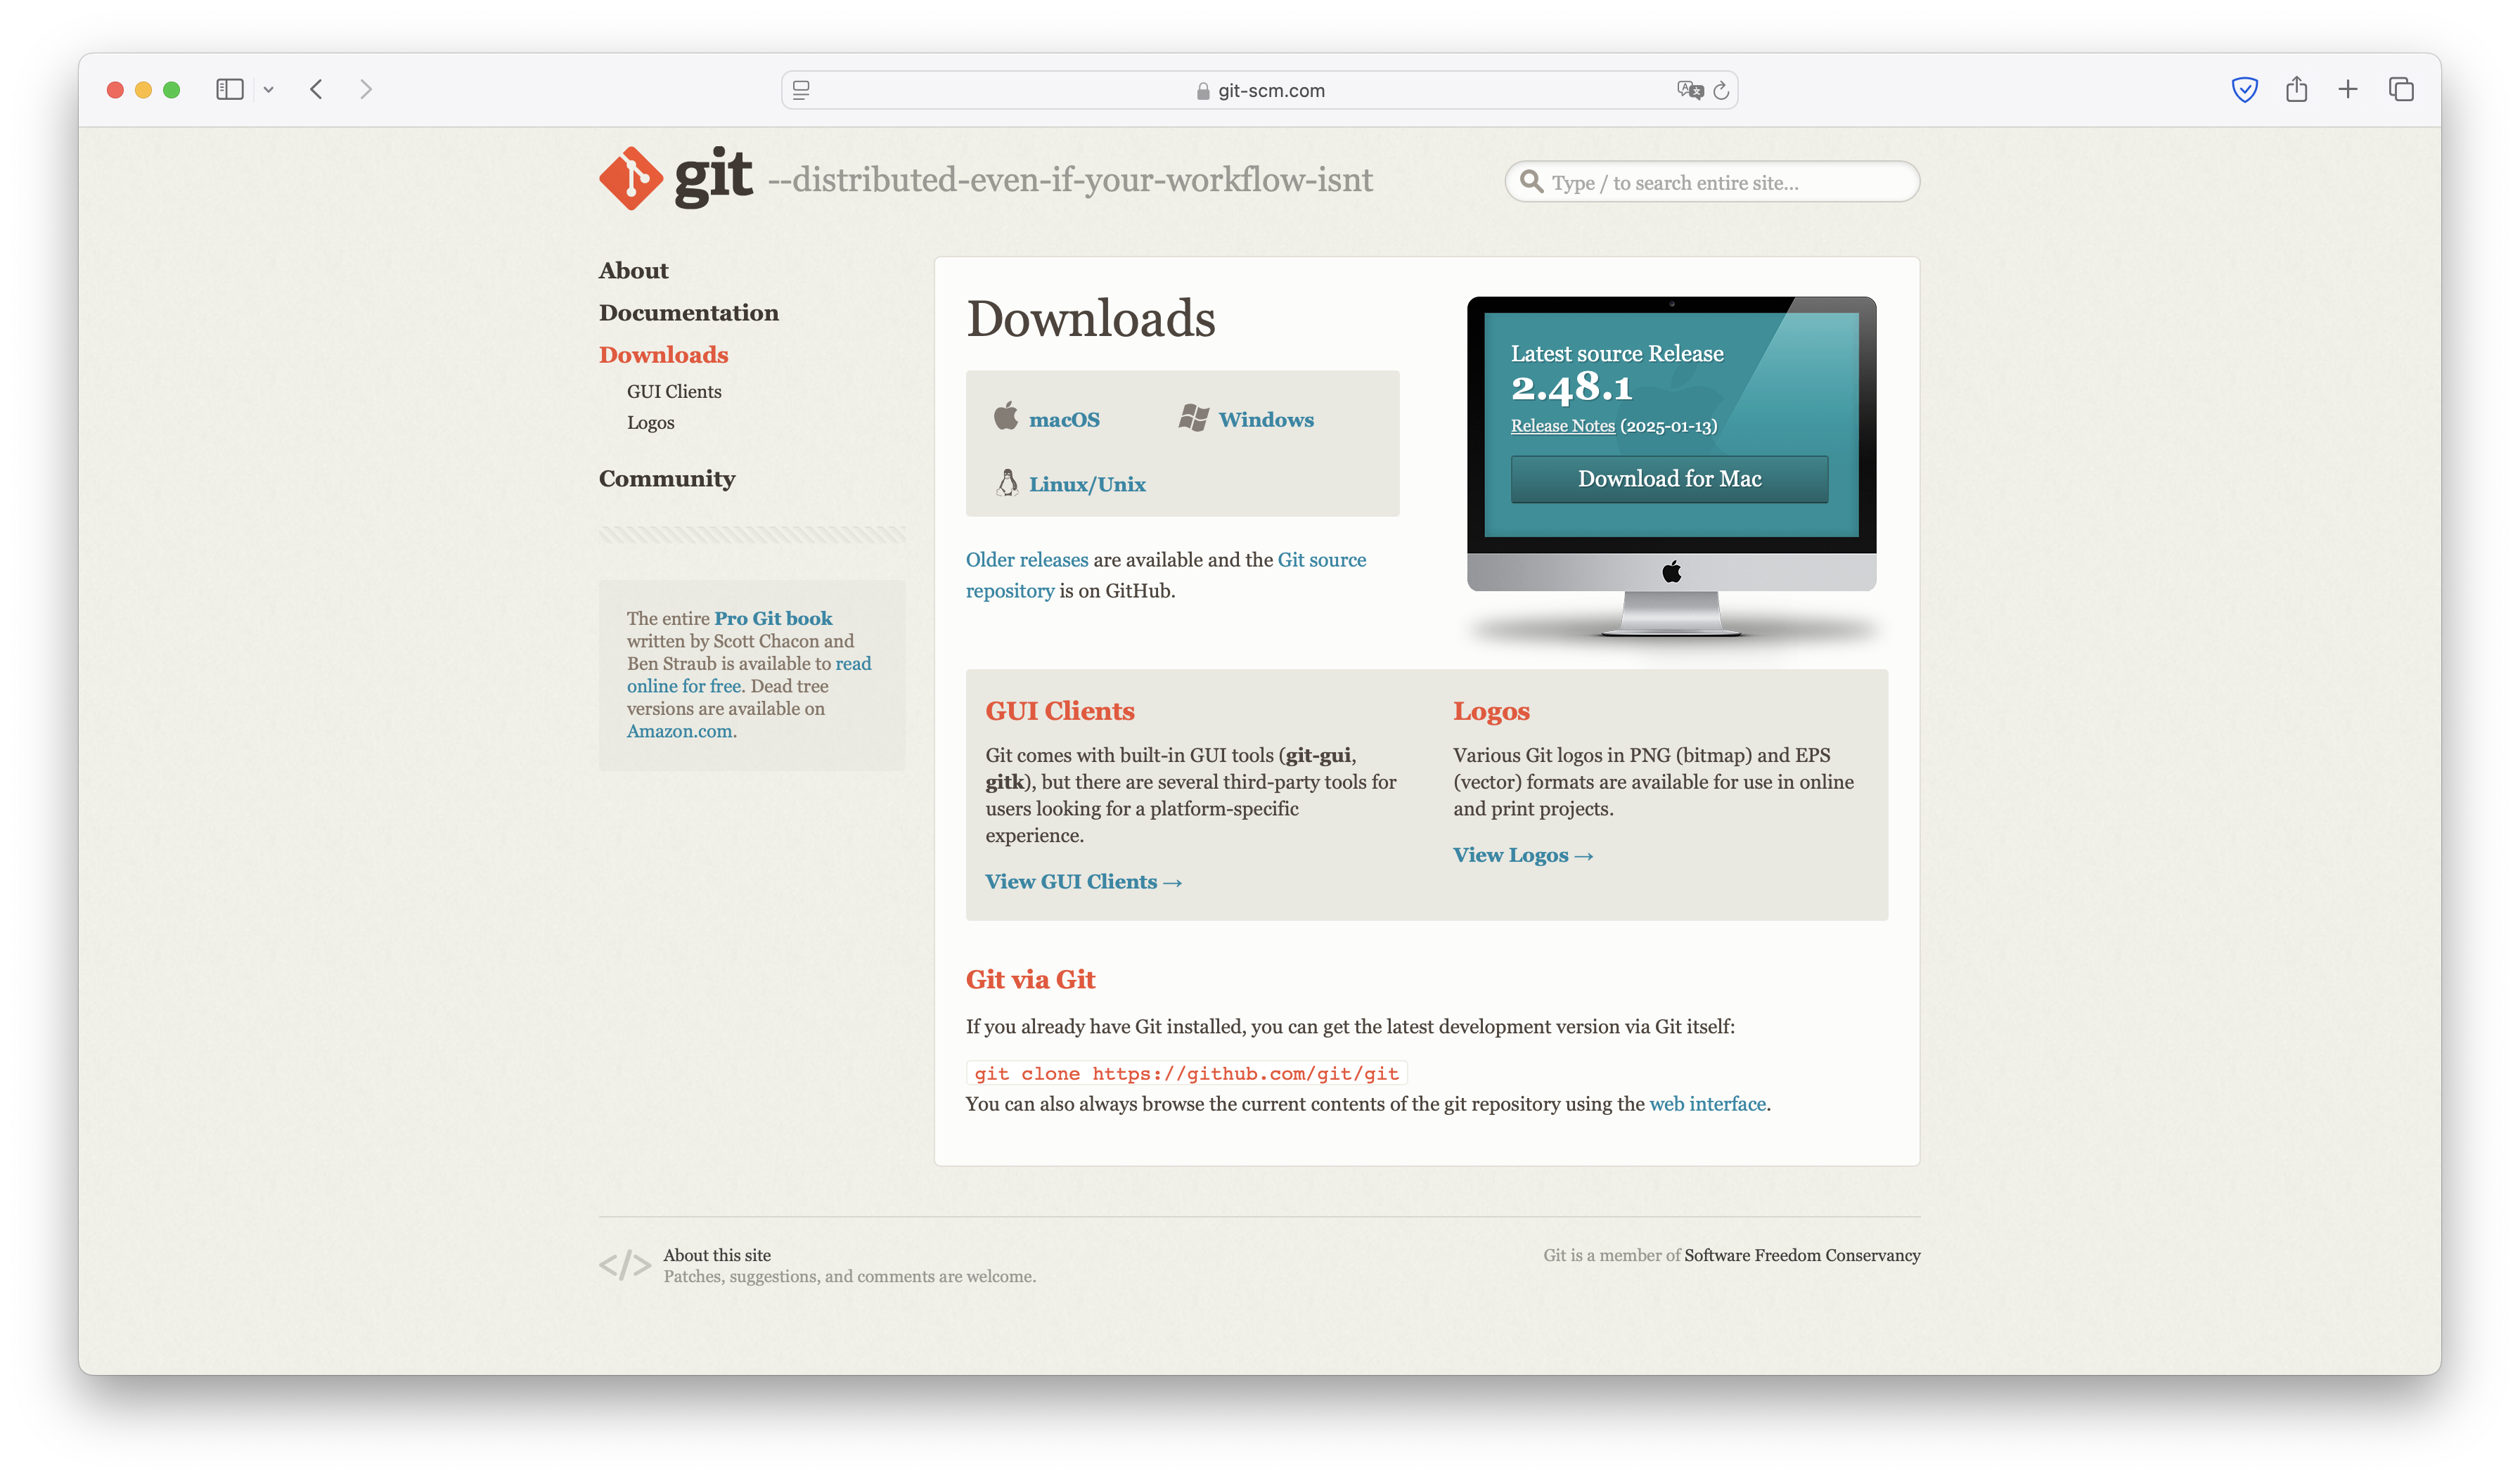 git-scm.com
git --distributed-even-if-your-workflow-isnt
Type / to search entire site...
About
Documentation
Downloads
GUI Clients
Logos
Community
The entire Pro Git book
written by Scott Chacon and
Ben Straub is available to read
online for free. Dead tree
versions are available on
Amazon.com.
Downloads
macOS
Windows
Linux/Unix
Older releases are available and the Git source
repository is on GitHub.
Latest source Release
2.48.1
Release Notes (2025-01-13)
Download for Mac
GUI Clients
Git comes with built-in GUI tools (git-gui,
gitk), but there are several third-party tools for
users looking for a platform-specific
experience.
View GUI Clients →
Logos
Various Git logos in PNG (bitmap) and EPS
(vector) formats are available for use in online
and print projects.
View Logos →
Git via Git
If you already have Git installed, you can get the latest development version via Git itself:
git clone https://github.com/git/git
You can also always browse the current contents of the git repository using the web interface.
</>
About this site
Patches, suggestions, and comments are welcome.
Git is a member of Software Freedom Conservancy